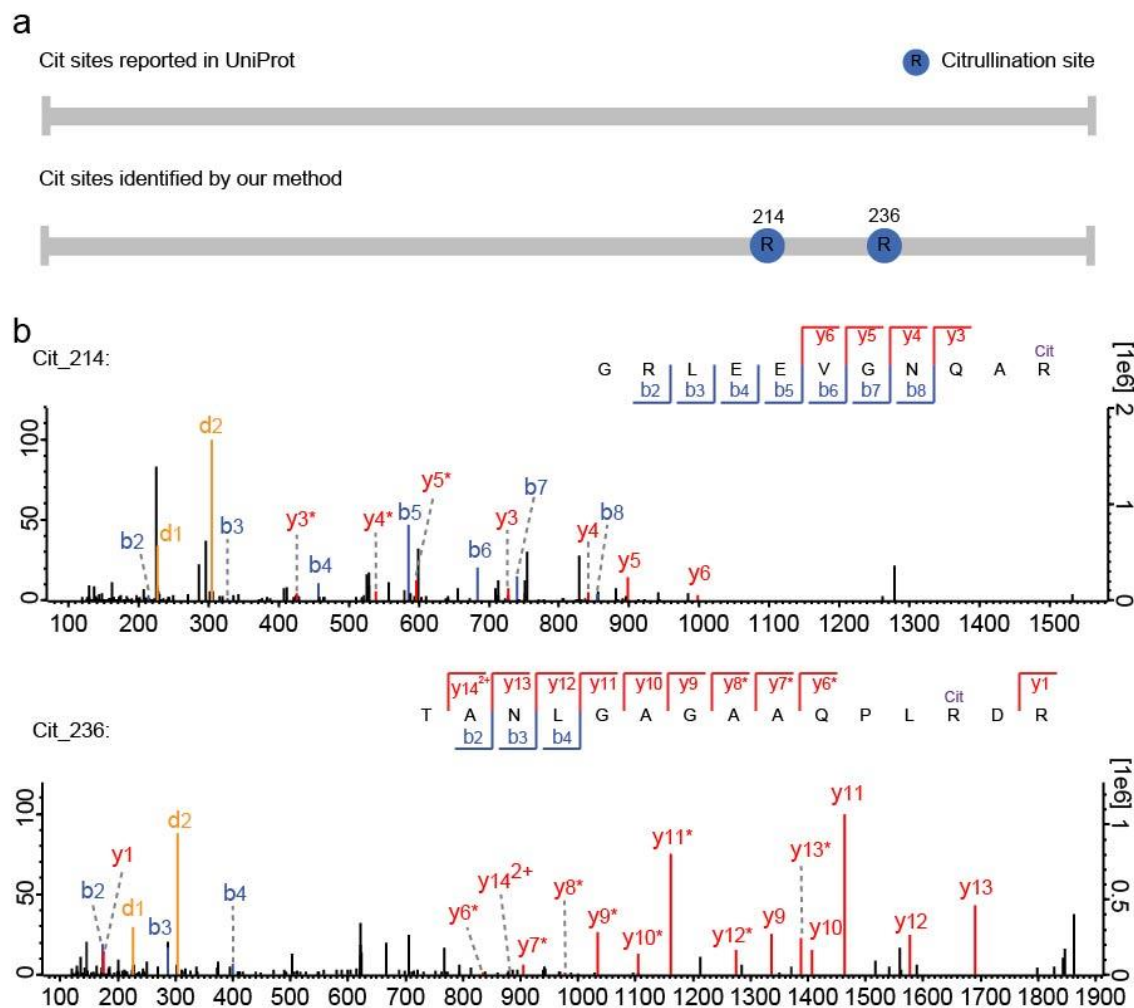 a
Cit sites reported in UniProt
R Citrullination site
Cit sites identified by our method
214 236
R R
b
Cit_214:
y6 y5 y4 y3
Cit
G R L E E V G N Q A R
b2 b3 b4 b5 b6 b7 b8
[1e6]
0 50 100
0 1 2
d2
d1
b2
b3
y3*
b4
y4*
b5
y5*
b6
y3
b7
y4
b8
y5
y6
100 200 300 400 500 600 700 800 900 1000 1100 1200 1300 1400 1500
Cit_236:
y14²⁺ y13 y12 y11 y10 y9 y8* y7* y6* y1
Cit
T A N L G A G A A Q P L R D R
b2 b3 b4
[1e6]
0 50 100
0 0.5 1
b2
y1
d1
b3
d2
b4
y6*
y14²⁺
y7*
y8*
y9*
y10*
y11*
y12*
y9
y13*
y10
y11
y12
y13
100 200 300 400 500 600 700 800 900 1000 1100 1200 1300 1400 1500 1600 1700 1800